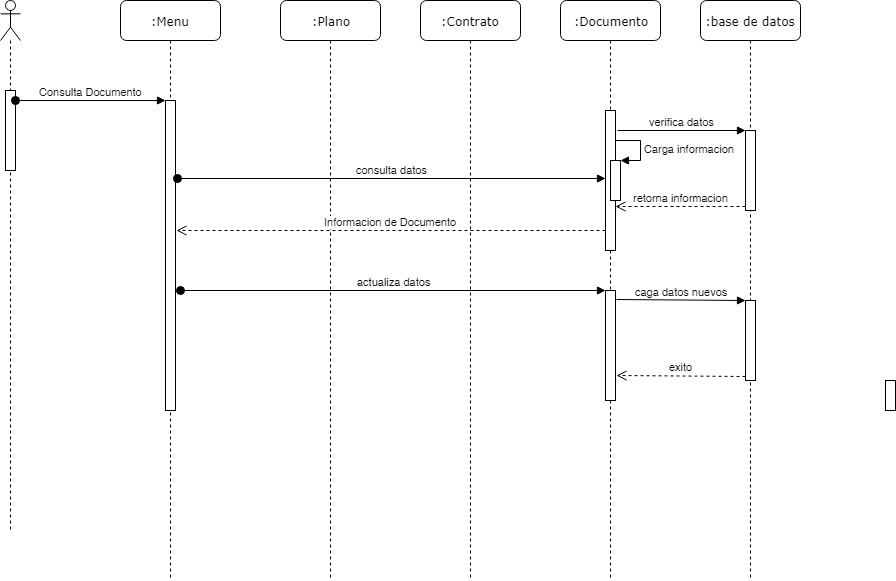 :Menu
:Plano
:Contrato
:Documento
:base de datos
Consulta Documento
verifica datos
Carga informacion
consulta datos
retorna informacion
Informacion de Documento
actualiza datos
caga datos nuevos
exito